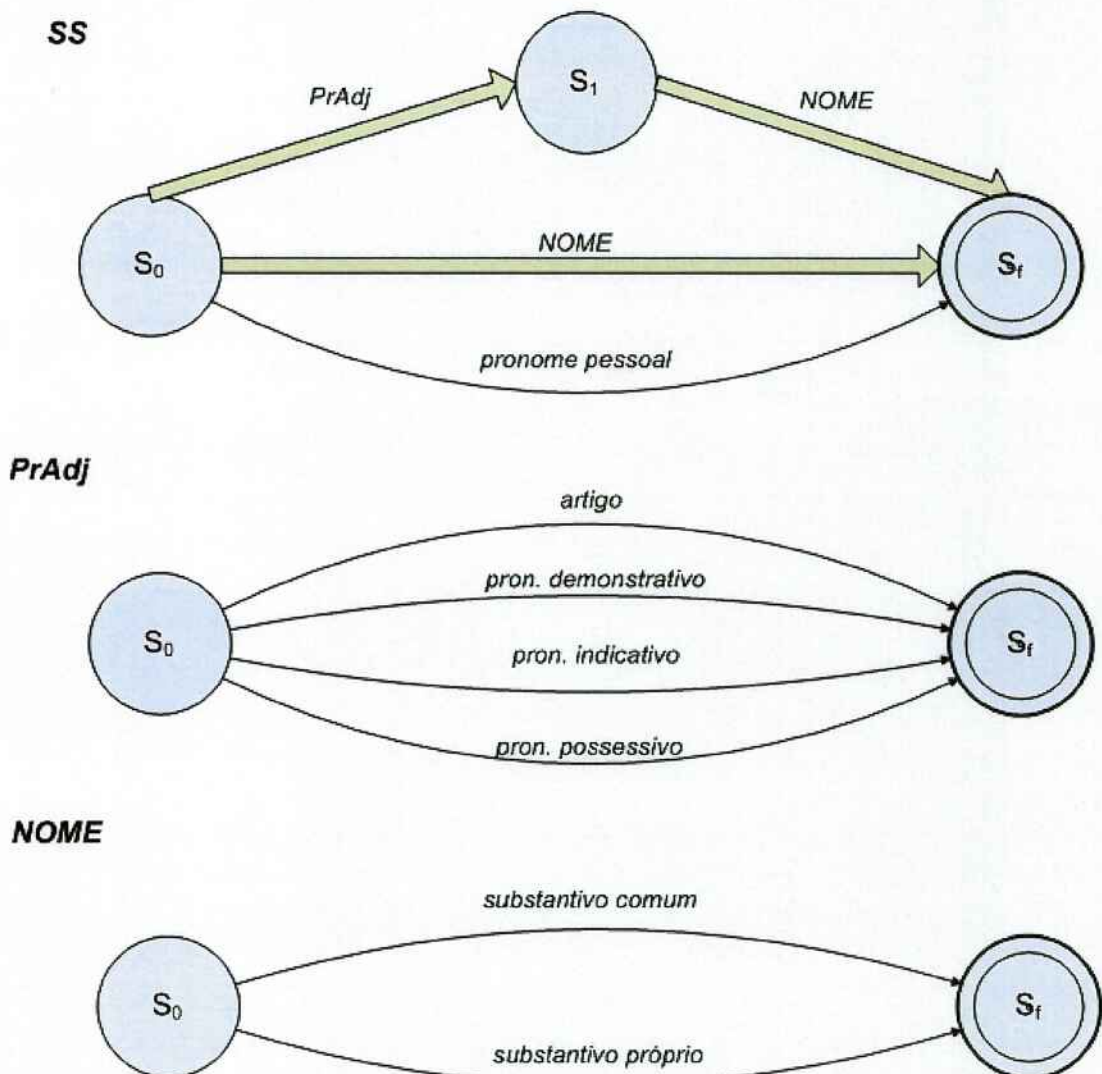 SS
S1
PrAdj
NOME
S0
NOME
Sf
pronome pessoal
PrAdj
artigo
pron. demonstrativo
S0
Sf
pron. indicativo
pron. possessivo
NOME
substantivo comum
S0
Sf
substantivo próprio